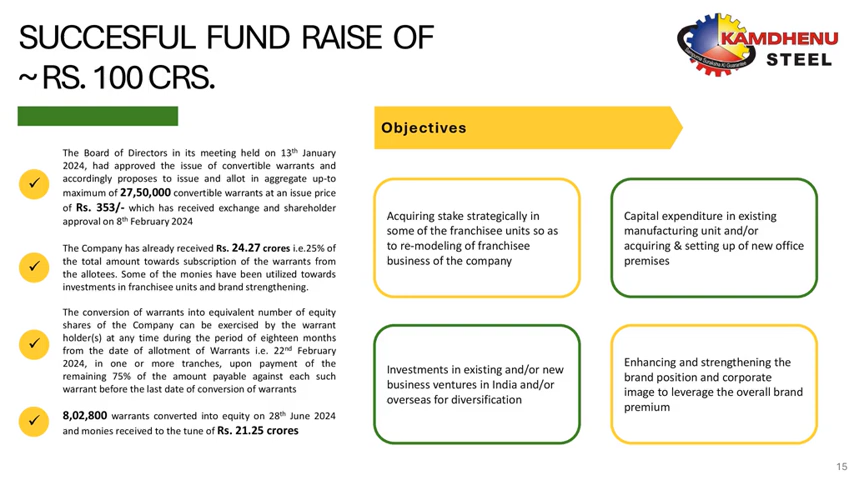 SUCCESFUL FUND RAISE OF
~ RS. 100 CRS.
KAMDHENU
STEEL
The Board of Directors in its meeting held on 13th January
2024, had approved the issue of convertible warrants and
accordingly proposes to issue and allot in aggregate up-to
maximum of 27,50,000 convertible warrants at an issue price
of Rs. 353/- which has received exchange and shareholder
approval on 8th February 2024
The Company has already received Rs. 24.27 crores i.e.25% of
the total amount towards subscription of the warrants from
the allotees. Some of the monies have been utilized towards
investments in franchisee units and brand strengthening.
The conversion of warrants into equivalent number of equity
shares of the Company can be exercised by the warrant
holder(s) at any time during the period of eighteen months
from the date of allotment of Warrants i.e. 22nd February
2024, in one or more tranches, upon payment of the
remaining 75% of the amount payable against each such
warrant before the last date of conversion of warrants
8,02,800 warrants converted into equity on 28th June 2024
and monies received to the tune of Rs. 21.25 crores
Objectives
Acquiring stake strategically in
some of the franchisee units so as
to re-modeling of franchisee
business of the company
Capital expenditure in existing
manufacturing unit and/or
acquiring & setting up of new office
premises
Investments in existing and/or new
business ventures in India and/or
overseas for diversification
Enhancing and strengthening the
brand position and corporate
image to leverage the overall brand
premium
15